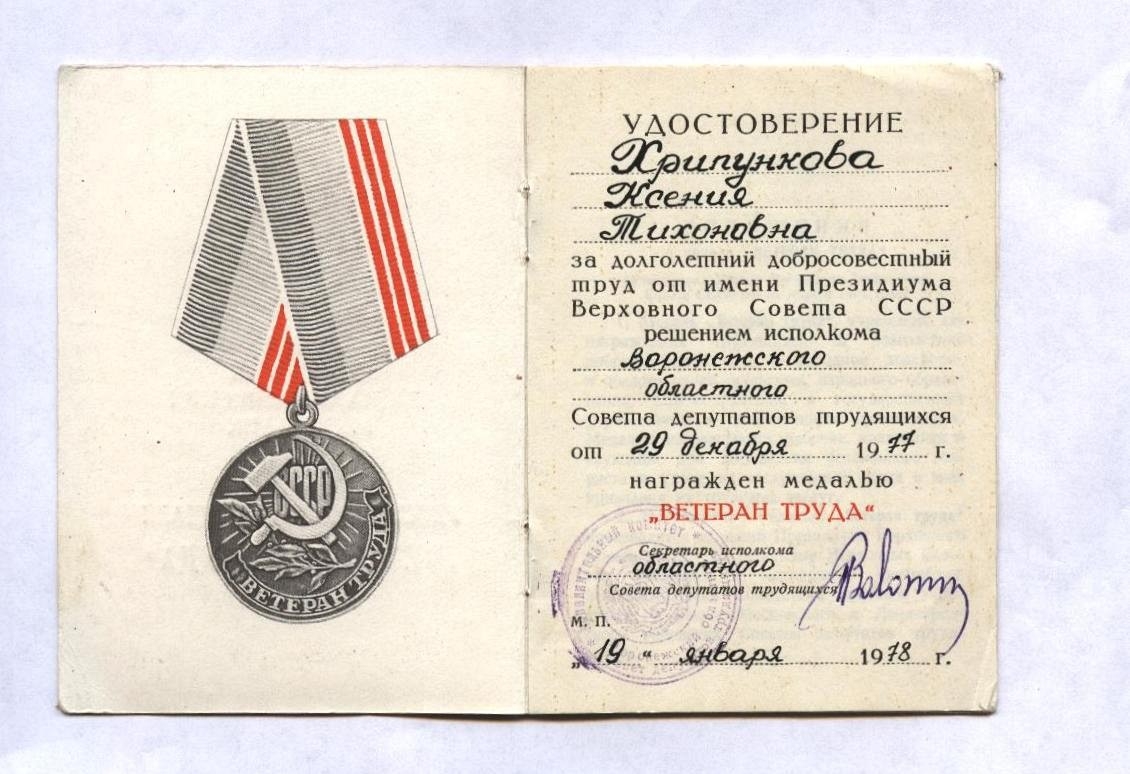 СССР
ВЕТЕРАН ТРУДА
УДОСТОВЕРЕНИЕ
Хрипункова
Ксения
Тихоновна
за долголетний добросовестный
труд от имени Президиума
Верховного Совета СССР
решением исполкома
Воронежского
областного
Совета депутатов трудящихся
от 29 декабря 1977 г.
награжден медалью
„ВЕТЕРАН ТРУДА“
Секретарь исполкома
областного
Совета депутатов трудящихся
М. П.
„19“ января 1978 г.